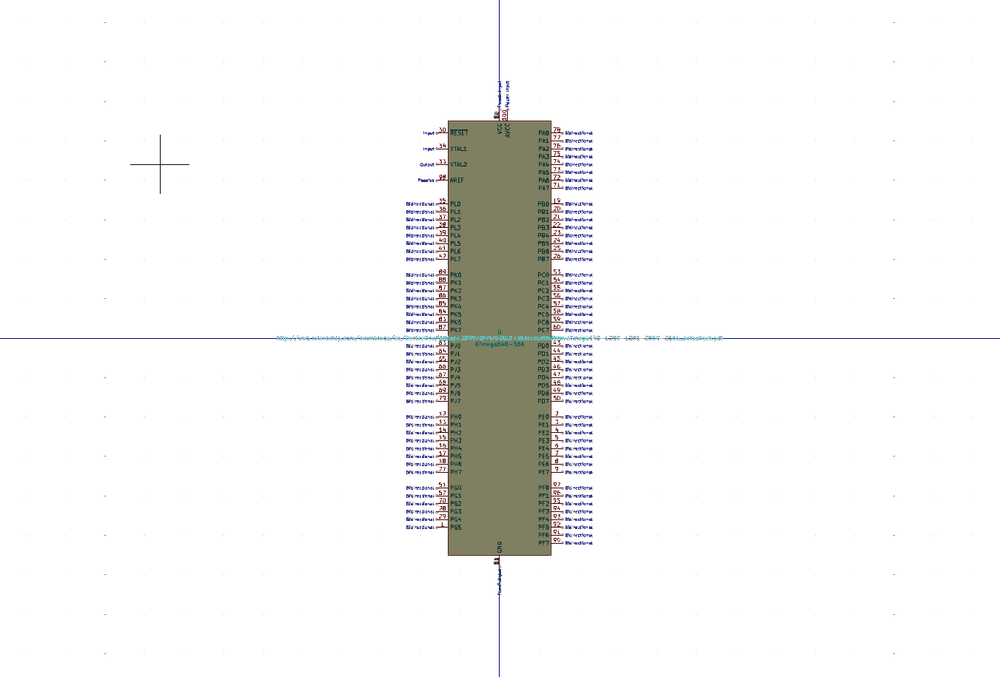 Power Input
VCC
AVCC
100
Input 30 RESET
Input 34 XTAL1
Output 33 XTAL2
Passive 98 AREF
Bidirectional 35 PL0
Bidirectional 36 PL1
Bidirectional 37 PL2
Bidirectional 38 PL3
Bidirectional 39 PL4
Bidirectional 40 PL5
Bidirectional 41 PL6
Bidirectional 42 PL7
Bidirectional 89 PK0
Bidirectional 88 PK1
Bidirectional 87 PK2
Bidirectional 86 PK3
Bidirectional 85 PK4
Bidirectional 84 PK5
Bidirectional 83 PK6
Bidirectional 82 PK7
Bidirectional 63 PJ0
Bidirectional 64 PJ1
Bidirectional 65 PJ2
Bidirectional 66 PJ3
Bidirectional 67 PJ4
Bidirectional 68 PJ5
Bidirectional 69 PJ6
Bidirectional 79 PJ7
Bidirectional 12 PH0
Bidirectional 13 PH1
Bidirectional 14 PH2
Bidirectional 15 PH3
Bidirectional 16 PH4
Bidirectional 17 PH5
Bidirectional 18 PH6
Bidirectional 27 PH7
Bidirectional 51 PG0
Bidirectional 52 PG1
Bidirectional 70 PG2
Bidirectional 28 PG3
Bidirectional 29 PG4
Bidirectional 1 PG5
U
PA0 78 Bidirectional
PA1 77 Bidirectional
PA2 76 Bidirectional
PA3 75 Bidirectional
PA4 74 Bidirectional
PA5 73 Bidirectional
PA6 72 Bidirectional
PA7 71 Bidirectional
PB0 19 Bidirectional
PB1 20 Bidirectional
PB2 21 Bidirectional
PB3 22 Bidirectional
PB4 23 Bidirectional
PB5 24 Bidirectional
PB6 25 Bidirectional
PB7 26 Bidirectional
PC0 53 Bidirectional
PC1 54 Bidirectional
PC2 55 Bidirectional
PC3 56 Bidirectional
PC4 57 Bidirectional
PC5 58 Bidirectional
PC6 59 Bidirectional
PC7 60 Bidirectional
PD0 43 Bidirectional
PD1 44 Bidirectional
PD2 45 Bidirectional
PD3 46 Bidirectional
PD4 47 Bidirectional
PD5 48 Bidirectional
PD6 49 Bidirectional
PD7 50 Bidirectional
PE0 2 Bidirectional
PE1 3 Bidirectional
PE2 4 Bidirectional
PE3 5 Bidirectional
PE4 6 Bidirectional
PE5 7 Bidirectional
PE6 8 Bidirectional
PE7 9 Bidirectional
PF0 97 Bidirectional
PF1 96 Bidirectional
PF2 95 Bidirectional
PF3 94 Bidirectional
PF4 93 Bidirectional
PF5 92 Bidirectional
PF6 91 Bidirectional
PF7 90 Bidirectional
GND